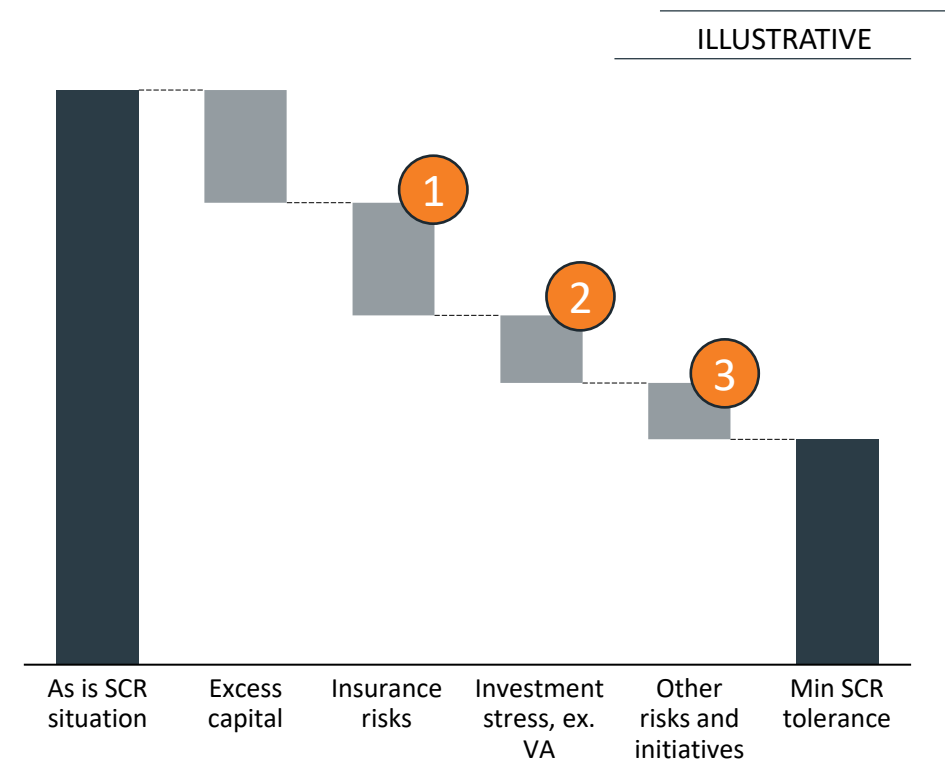 ILLUSTRATIVE
1
2
3
As is SCR
situation
Excess
capital
Insurance
risks
Investment
stress, ex.
VA
Other
risks and
initiatives
Min SCR
tolerance